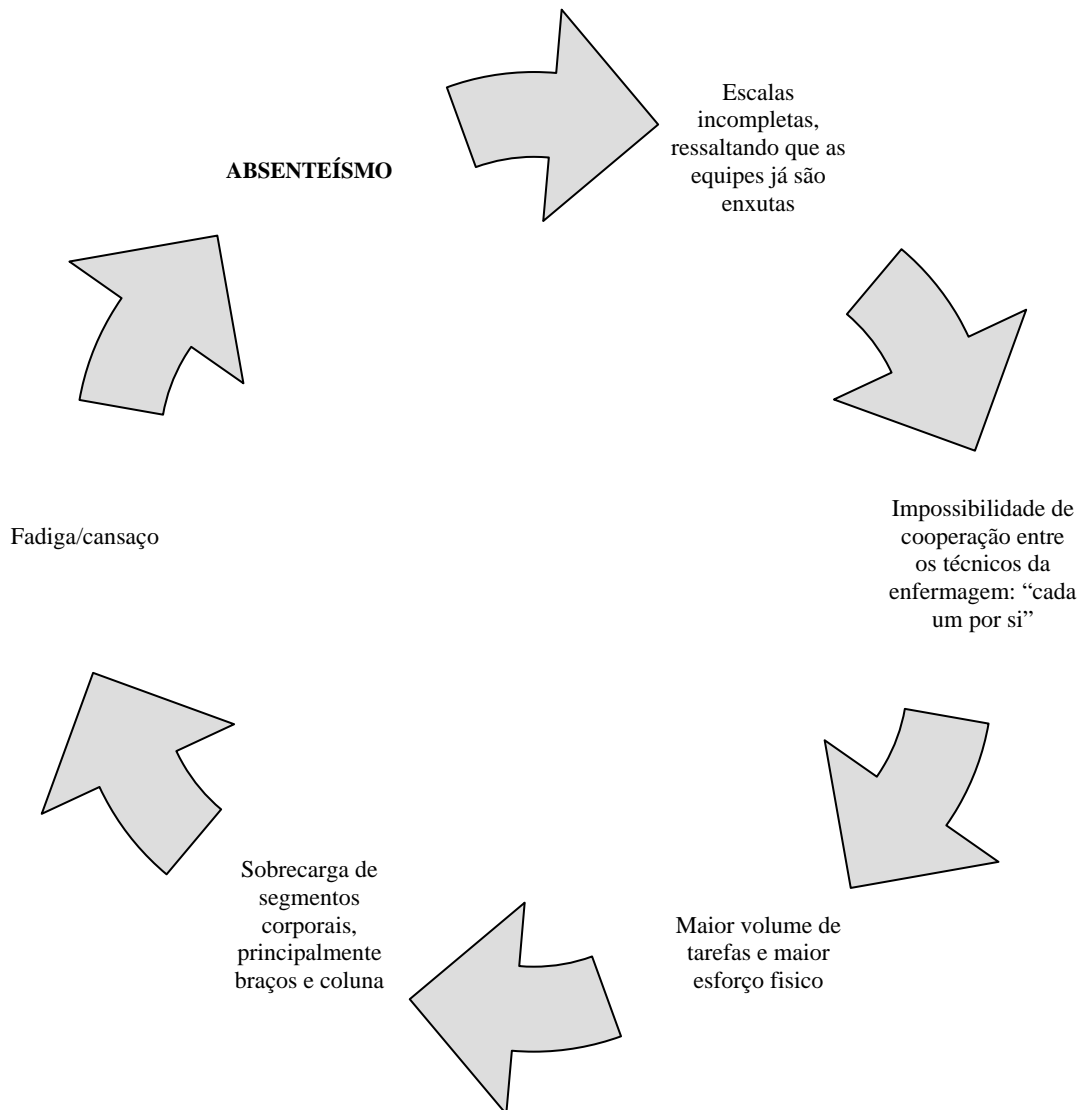 ABSENTEÍSMO
Escalas
incompletas,
ressaltando que as
equipes já são
enxutas
Impossibilidade de
cooperação entre
os técnicos da
enfermagem: “cada
um por si”
Maior volume de
tarefas e maior
esforço fisico
Sobrecarga de
segmentos
corporais,
principalmente
braços e coluna
Fadiga/cansaço